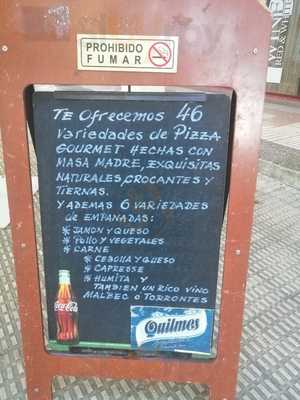 PROHIBIDO
FUMAR
TE OFrecemos 46
Variedades de Pizza
GOURMET HECHAS CON
MASA MADRE, EXQUISITAS
NATURALES, CROCANTES Y
TIERNAS.
Y ADEMAS 6 VARIEDADES
de EMPANADAS:
* JAMON Y QUESO
* POLLO Y VEGETALES
* CARNE
* CEBOLLA Y QUESO
* CAPRESSE
* HUMITA Y
TAMBIEN UN RICO VINO
MALBEC O TORRONTES
Coca-Cola
Quilmes
BED & WHITE